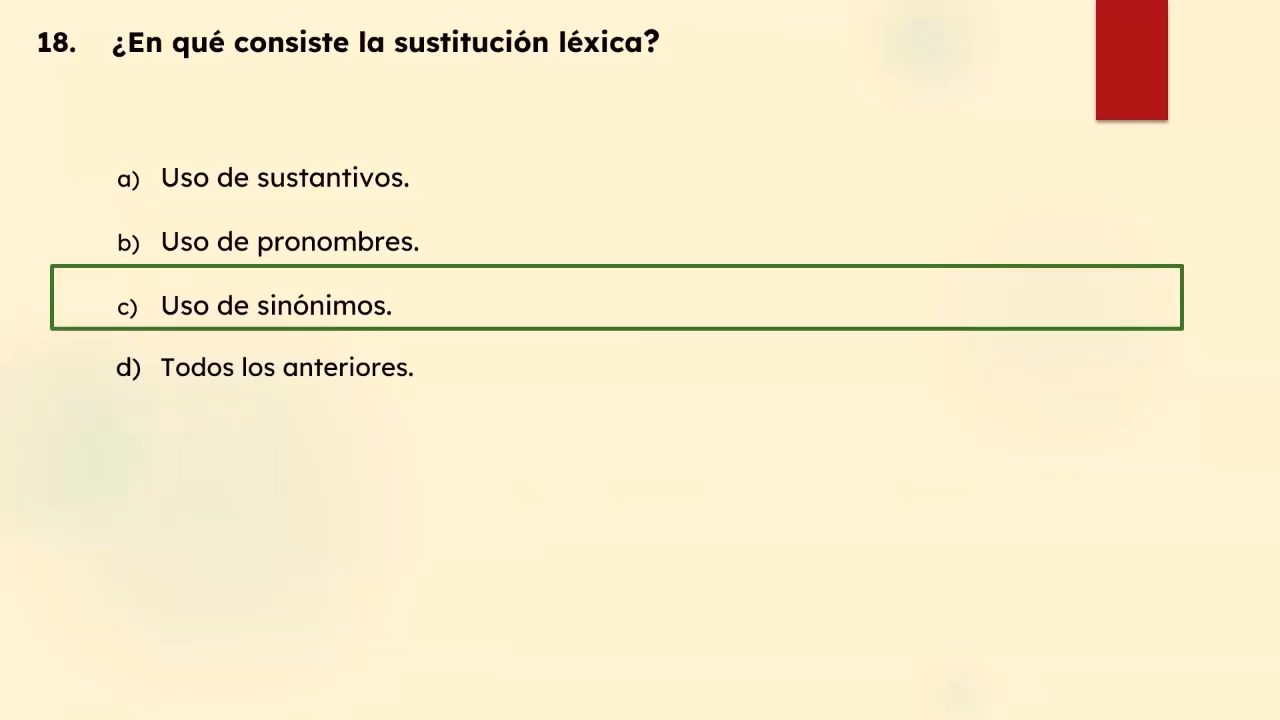 18. ¿En qué consiste la sustitución léxica?
a) Uso de sustantivos.
b) Uso de pronombres.
c) Uso de sinónimos.
d) Todos los anteriores.